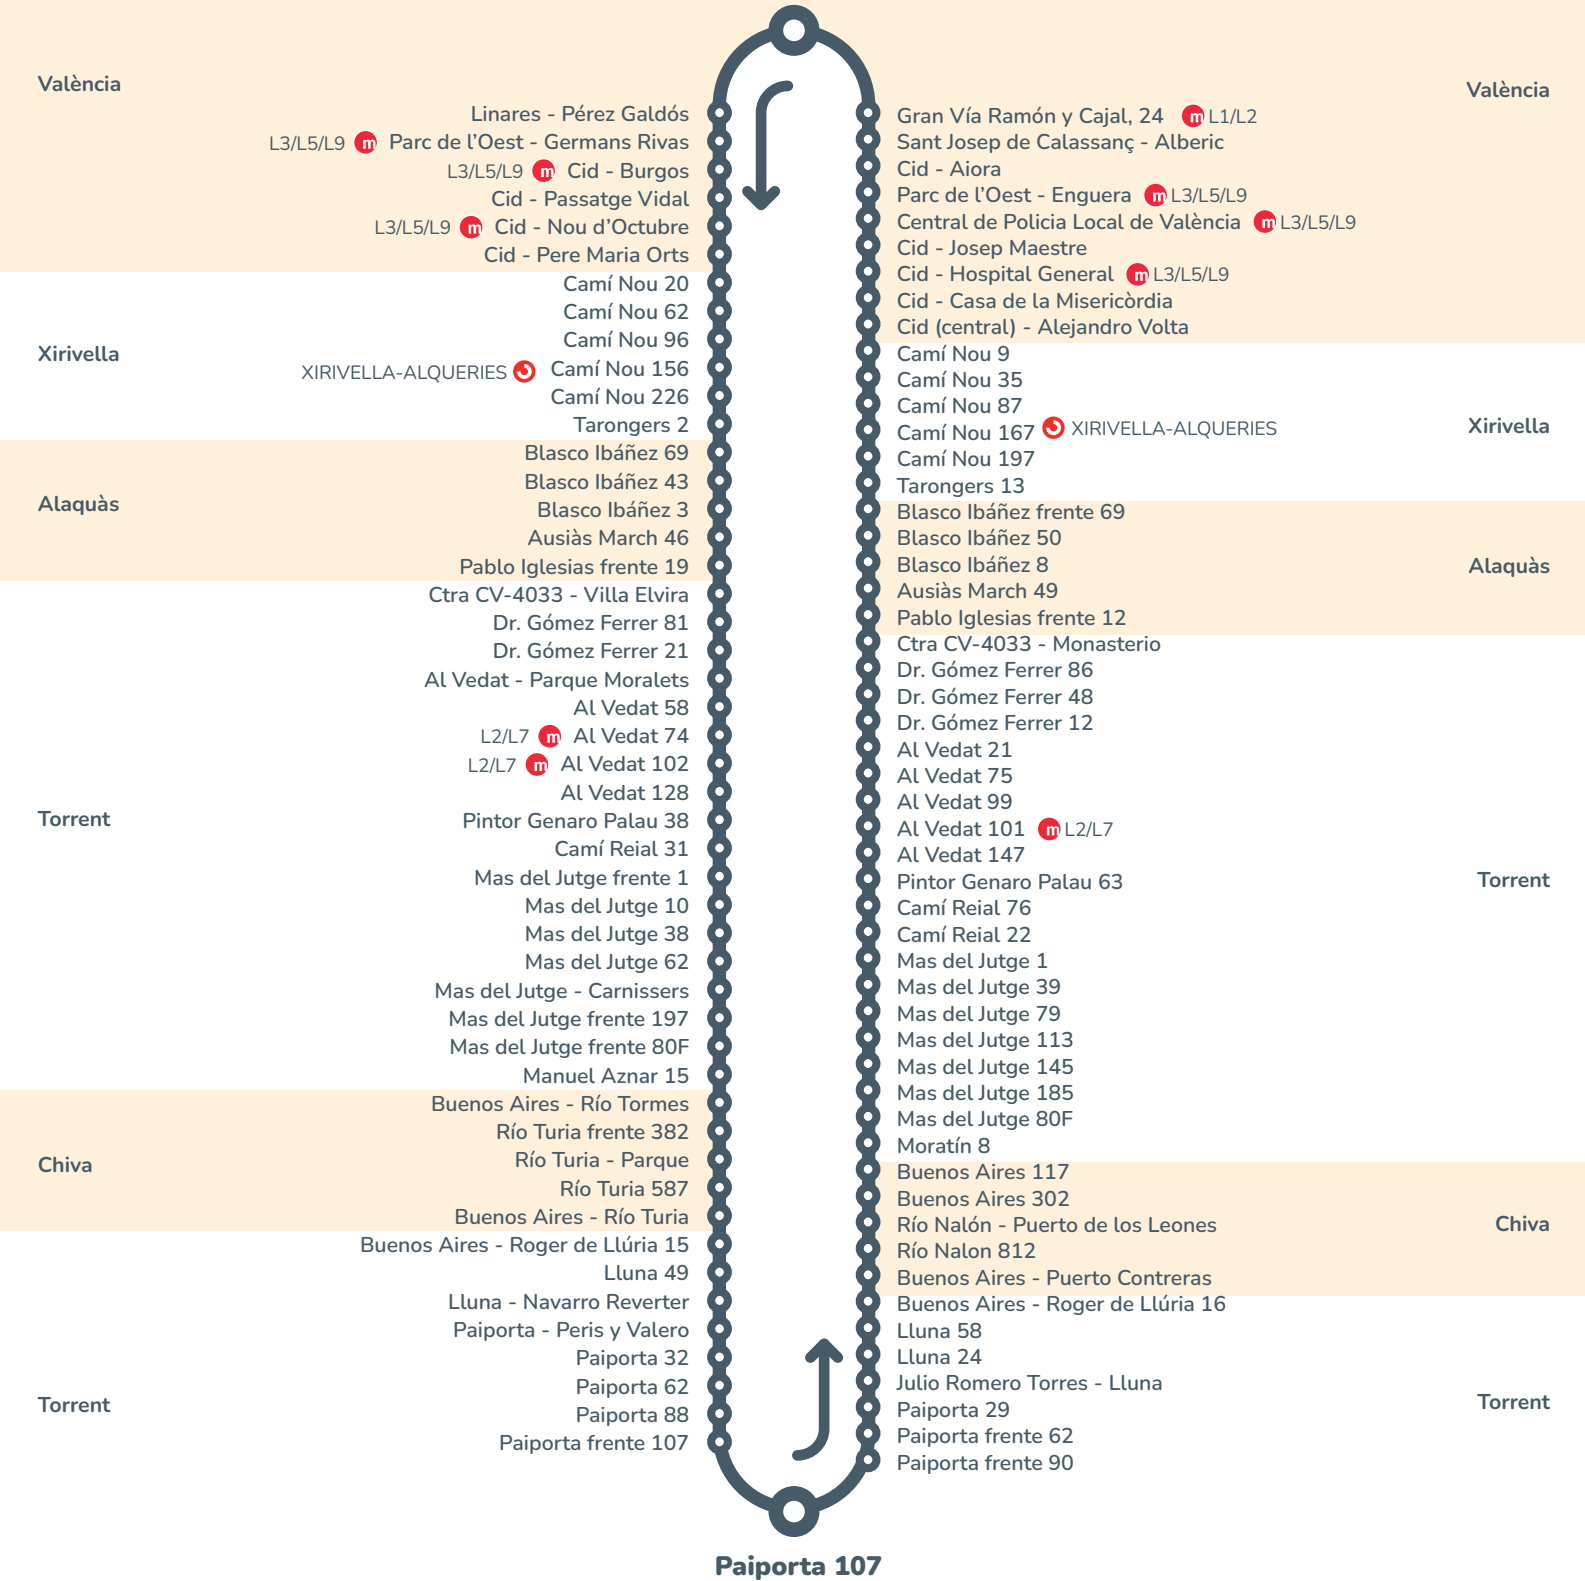 València
Linares - Pérez Galdós
L3/L5/L9 m Parc de l’Oest - Germans Rivas
L3/L5/L9 m Cid - Burgos
Cid - Passatge Vidal
L3/L5/L9 m Cid - Nou d’Octubre
Cid - Pere Maria Orts
Xirivella
Camí Nou 20
Camí Nou 62
Camí Nou 96
XIRIVELLA-ALQUERIES Camí Nou 156
Camí Nou 226
Tarongers 2
Alaquàs
Blasco Ibáñez 69
Blasco Ibáñez 43
Blasco Ibáñez 3
Ausiàs March 46
Pablo Iglesias frente 19
Torrent
Ctra CV-4033 - Villa Elvira
Dr. Gómez Ferrer 81
Dr. Gómez Ferrer 21
Al Vedat - Parque Moralets
Al Vedat 58
L2/L7 m Al Vedat 74
L2/L7 m Al Vedat 102
Al Vedat 128
Pintor Genaro Palau 38
Camí Reial 31
Mas del Jutge frente 1
Mas del Jutge 10
Mas del Jutge 38
Mas del Jutge 62
Mas del Jutge - Carnissers
Mas del Jutge frente 197
Mas del Jutge frente 80F
Manuel Aznar 15
Chiva
Buenos Aires - Río Tormes
Río Turia frente 382
Río Turia - Parque
Río Turia 587
Buenos Aires - Río Turia
Torrent
Buenos Aires - Roger de Llúria 15
Lluna 49
Lluna - Navarro Reverter
Paiporta - Peris y Valero
Paiporta 32
Paiporta 62
Paiporta 88
Paiporta frente 107
València
Gran Vía Ramón y Cajal, 24 m L1/L2
Sant Josep de Calassanç - Alberic
Cid - Aiora
Parc de l’Oest - Enguera m L3/L5/L9
Central de Policia Local de València m L3/L5/L9
Cid - Josep Maestre
Cid - Hospital General m L3/L5/L9
Cid - Casa de la Misericòrdia
Cid (central) - Alejandro Volta
Xirivella
Camí Nou 9
Camí Nou 35
Camí Nou 87
Camí Nou 167 XIRIVELLA-ALQUERIES
Camí Nou 197
Tarongers 13
Alaquàs
Blasco Ibáñez frente 69
Blasco Ibáñez 50
Blasco Ibáñez 8
Ausiàs March 49
Pablo Iglesias frente 12
Torrent
Ctra CV-4033 - Monasterio
Dr. Gómez Ferrer 86
Dr. Gómez Ferrer 48
Dr. Gómez Ferrer 12
Al Vedat 21
Al Vedat 75
Al Vedat 99
Al Vedat 101 m L2/L7
Al Vedat 147
Pintor Genaro Palau 63
Camí Reial 76
Camí Reial 22
Mas del Jutge 1
Mas del Jutge 39
Mas del Jutge 79
Mas del Jutge 113
Mas del Jutge 145
Mas del Jutge 185
Mas del Jutge 80F
Moratín 8
Chiva
Buenos Aires 117
Buenos Aires 302
Río Nalón - Puerto de los Leones
Río Nalon 812
Buenos Aires - Puerto Contreras
Torrent
Buenos Aires - Roger de Llúria 16
Lluna 58
Lluna 24
Julio Romero Torres - Lluna
Paiporta 29
Paiporta frente 62
Paiporta frente 90
Paiporta 107